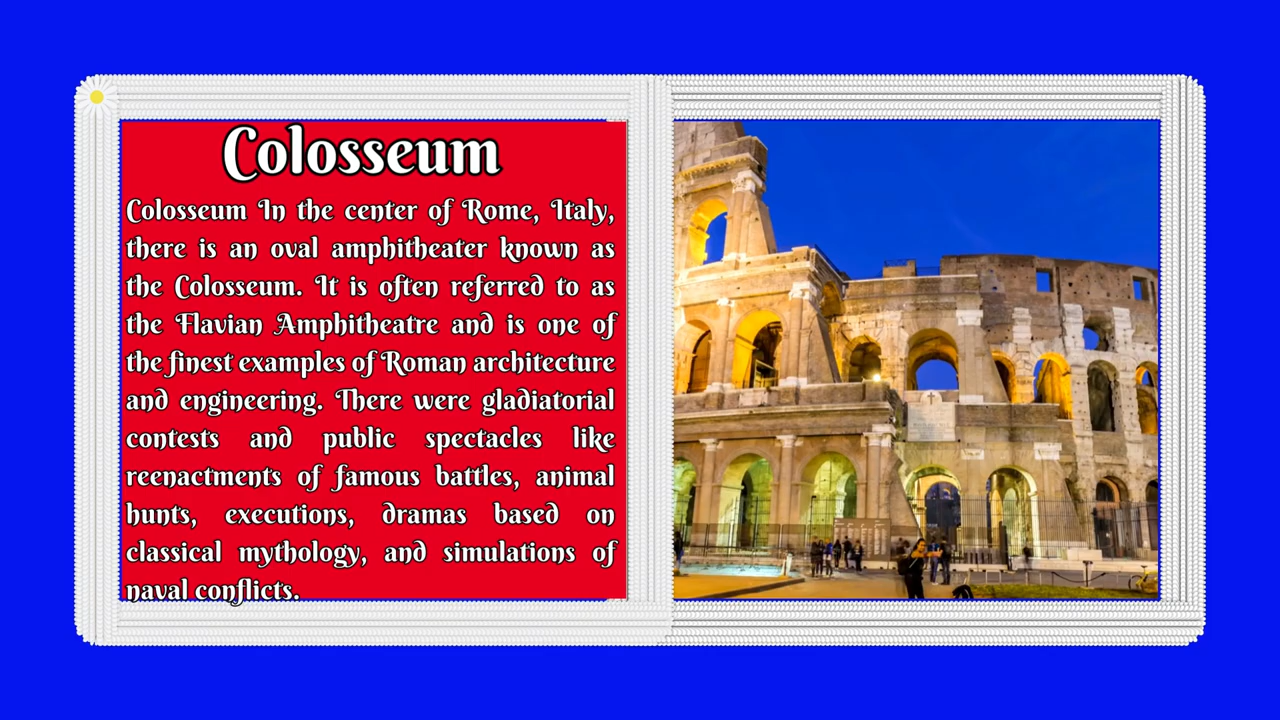 Colosseum
Colosseum In the center of Rome, Italy,
there is an oval amphitheater known as
the Colosseum. It is often referred to as
the Flavian Amphitheatre and is one of
the finest examples of Roman architecture
and engineering. There were gladiatorial
contests and public spectacles like
reenactments of famous battles, animal
hunts, executions, dramas based on
classical mythology, and simulations of
naval conflicts.